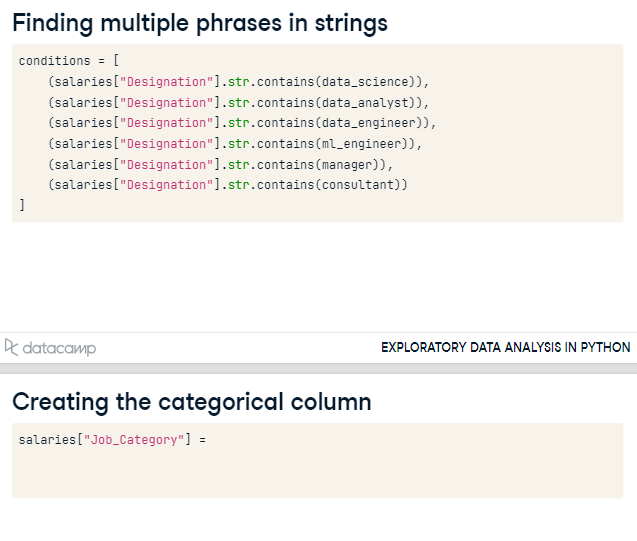 Finding multiple phrases in strings
conditions = [
    (salaries["Designation"].str.contains(data_science)),
    (salaries["Designation"].str.contains(data_analyst)),
    (salaries["Designation"].str.contains(data_engineer)),
    (salaries["Designation"].str.contains(ml_engineer)),
    (salaries["Designation"].str.contains(manager)),
    (salaries["Designation"].str.contains(consultant))
]
datacamp
EXPLORATORY DATA ANALYSIS IN PYTHON
Creating the categorical column
salaries["Job_Category"] =